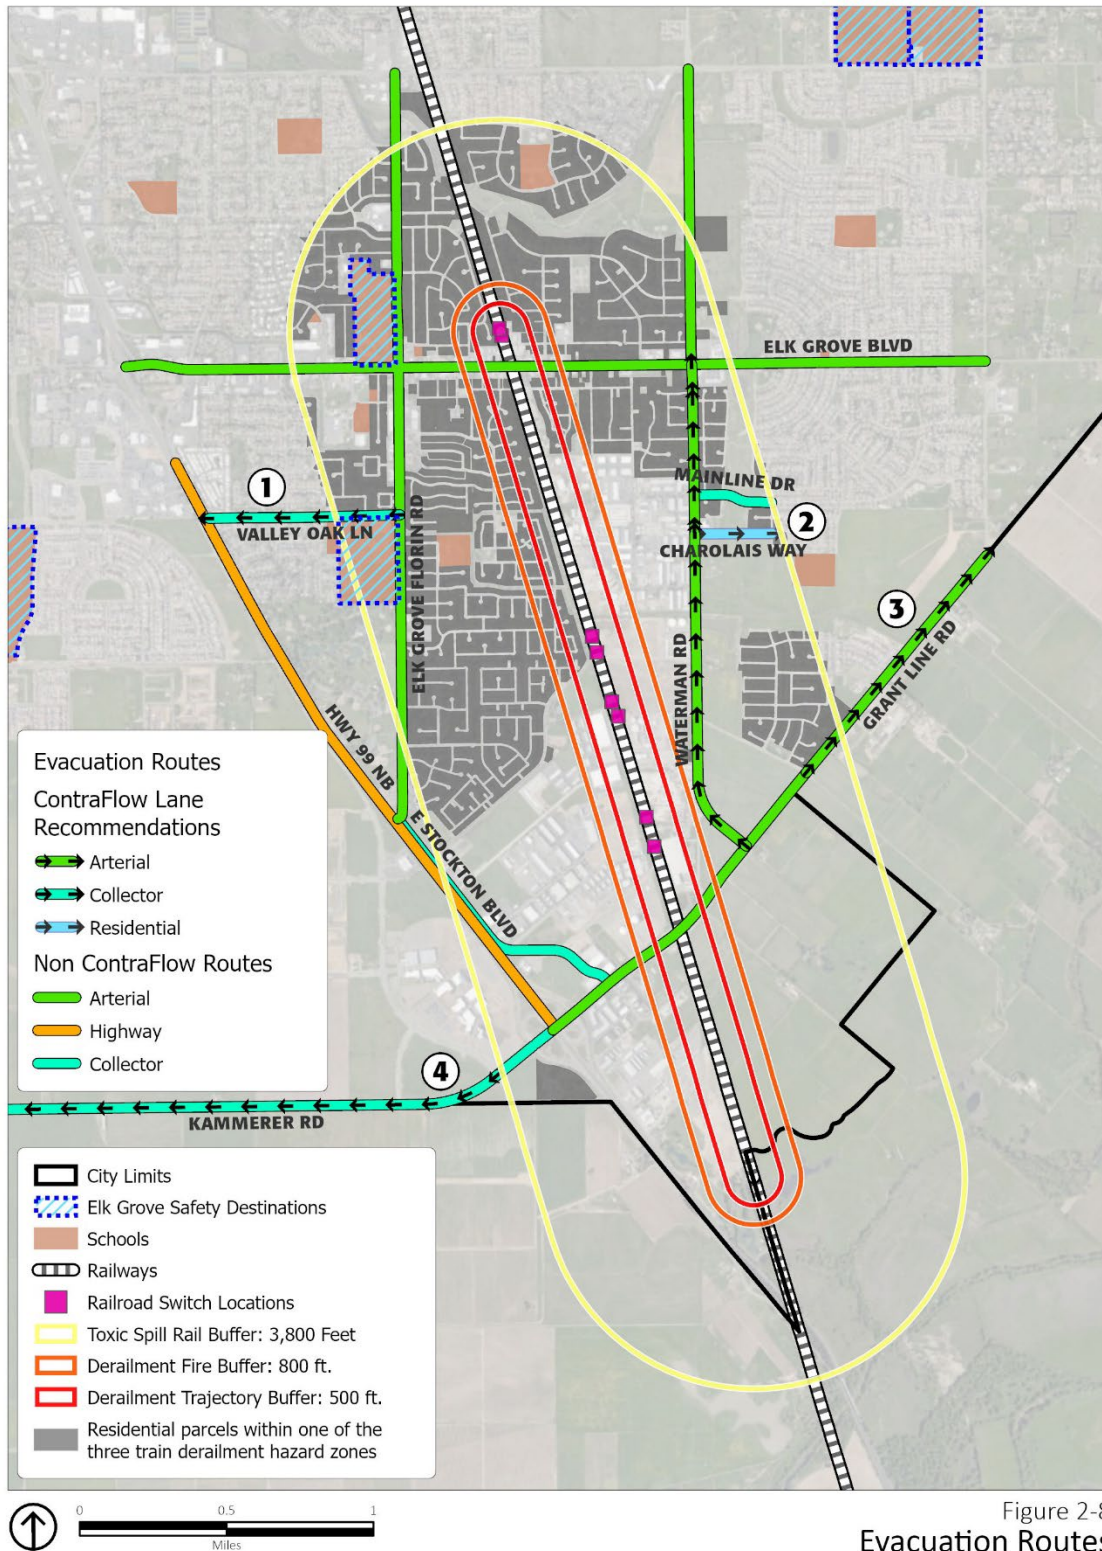 ELK GROVE BLVD
MAINLINE DR
1
VALLEY OAK LN
2
CHAROLAIS WAY
ELK GROVE FLORIN RD
3
GRANT LINE RD
WATERMAN RD
HWY 99 NB
E STOCKTON BLVD
4
KAMMERER RD
Evacuation Routes
ContraFlow Lane
Recommendations
Arterial
Collector
Residential
Non ContraFlow Routes
Arterial
Highway
Collector
City Limits
Elk Grove Safety Destinations
Schools
Railways
Railroad Switch Locations
Toxic Spill Rail Buffer: 3,800 Feet
Derailment Fire Buffer: 800 ft.
Derailment Trajectory Buffer: 500 ft.
Residential parcels within one of the
three train derailment hazard zones
0 0.5 1
Miles
Figure 2-8
Evacuation Routes